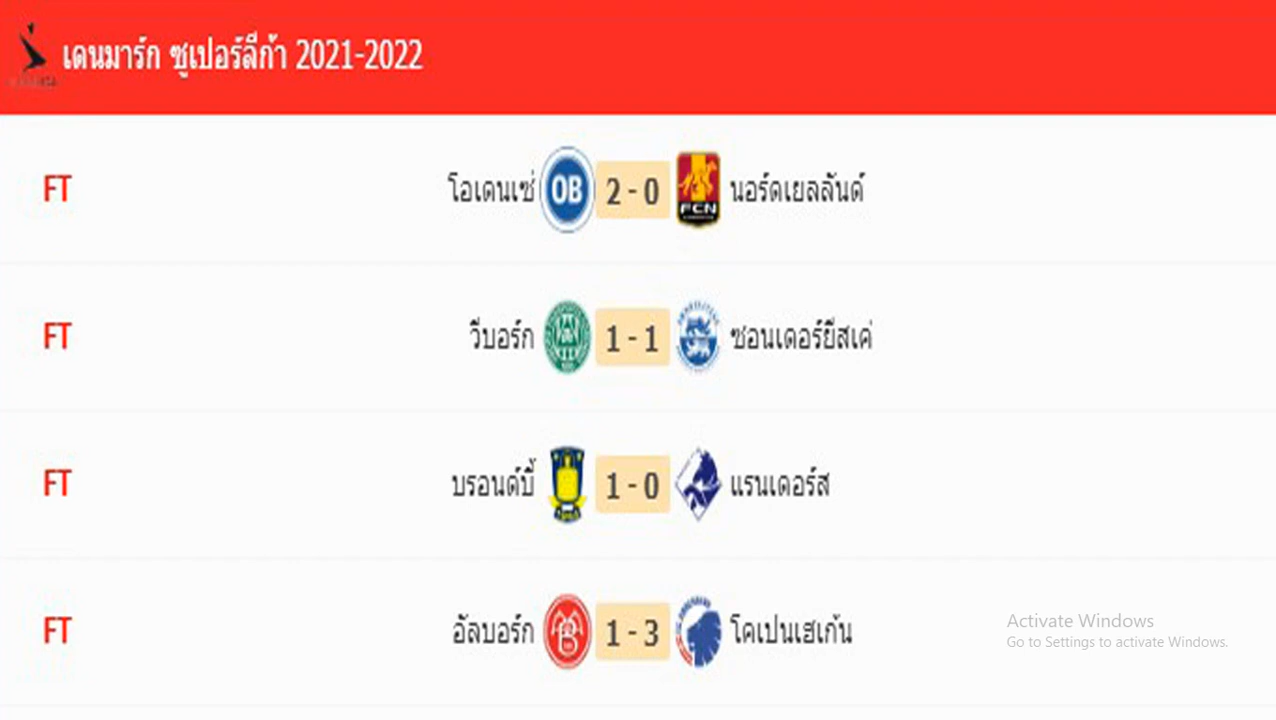 เดนมาร์ก ซูเปอร์ลีก้า 2021-2022
FT โอเดนเซ่ OB 2 - 0 FCN นอร์ดเยลลันด์
FT วีบอร์ก 1 - 1 ซอนเดอร์ยีสเค่
FT บรอนด์บี้ 1 - 0 แรนเดอร์ส
FT อัลบอร์ก 1 - 3 โคเปนเฮเก้น
Activate Windows
Go to Settings to activate Windows.